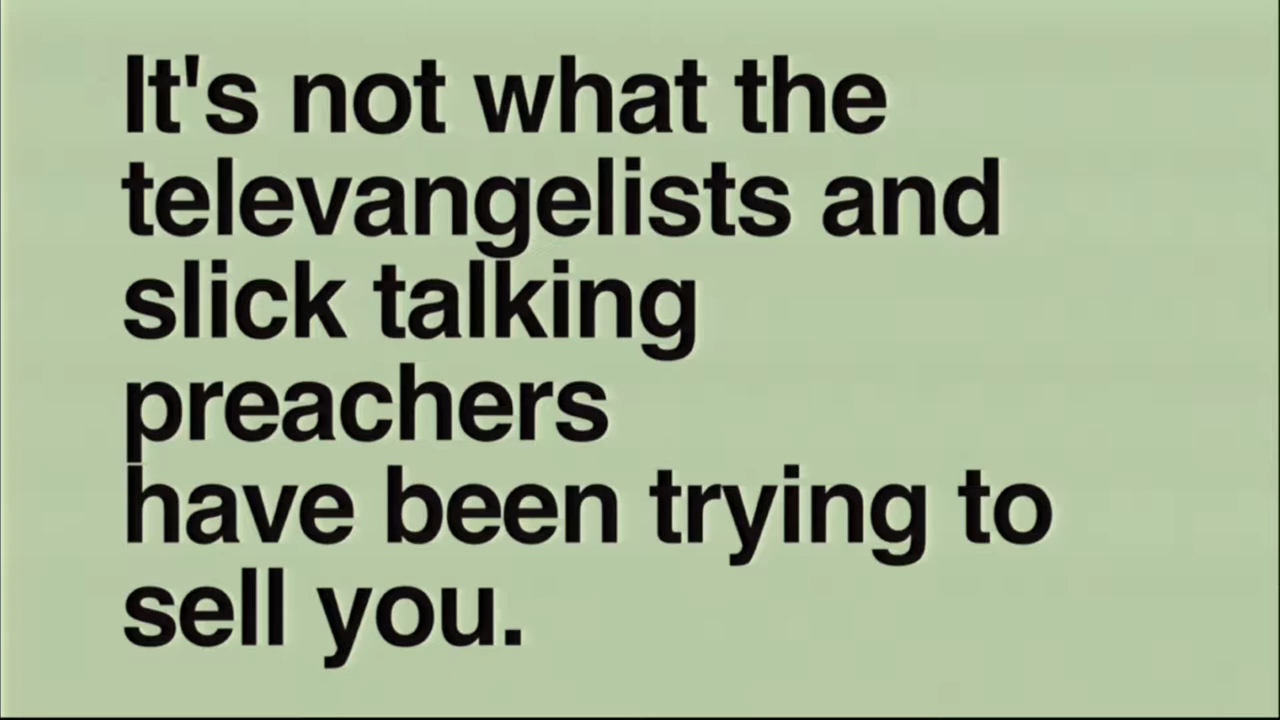 It's not what the
televangelists and
slick talking
preachers
have been trying to
sell you.